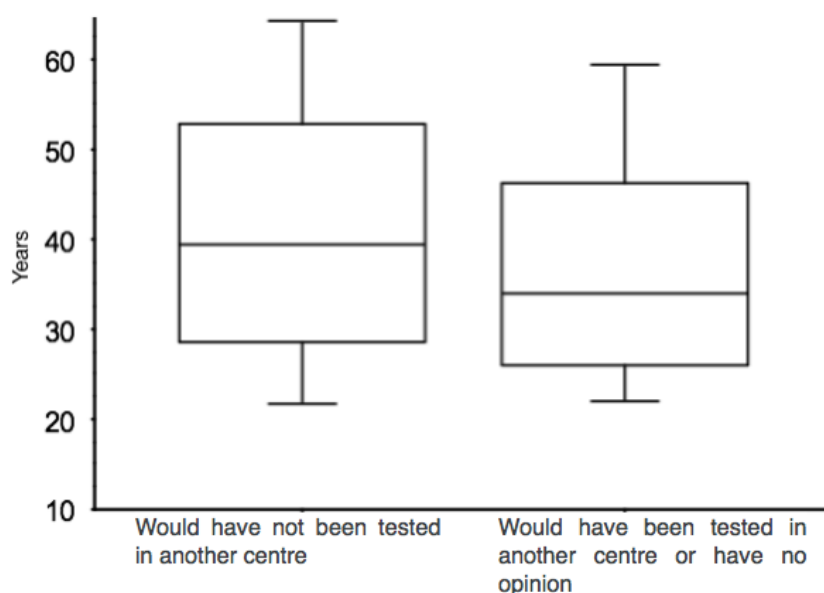 60
50
40
Years
30
20
10
Would have not been tested
in another centre
Would have been tested in
another centre or have no
opinion